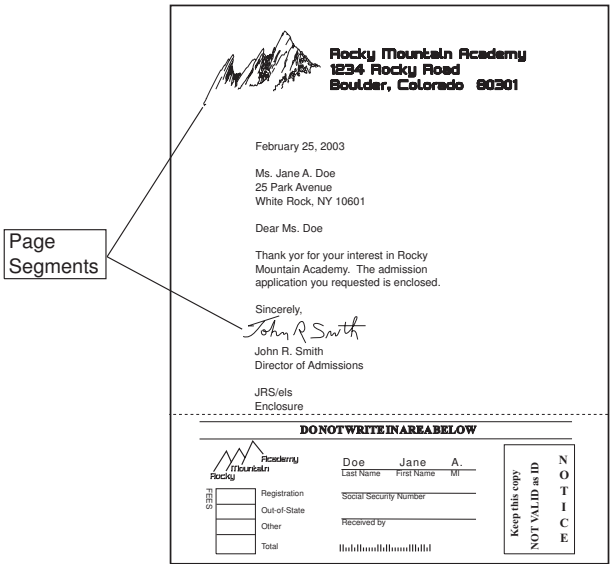 Rocky Mountain Academy
1234 Rocky Road
Boulder, Colorado 80301
February 25, 2003
Ms. Jane A. Doe
25 Park Avenue
White Rock, NY 10601
Dear Ms. Doe
Page
Segments
Thank yor for your interest in Rocky
Mountain Academy. The admission
application you requested is enclosed.
Sincerely,
John R Smith
John R. Smith
Director of Admissions
JRS/els
Enclosure
DO NOT WRITE IN AREA BELOW
Rocky Mountain Academy
FEES
Registration
Out-of-State
Other
Total
Doe Jane A.
Last Name First Name MI
Social Security Number
Received by
Keep this copy
NOT VALID as ID
NOTICE